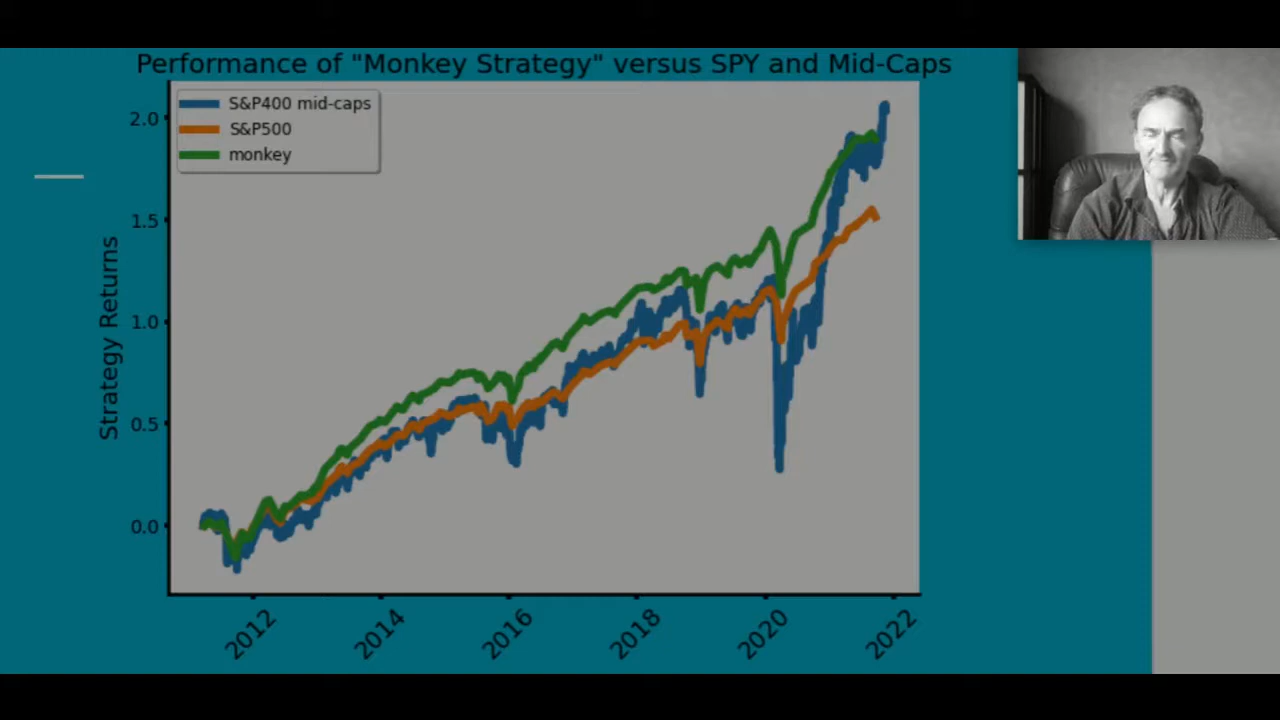 Performance of "Monkey Strategy" versus SPY and Mid-Caps
S&P400 mid-caps
S&P500
monkey
Strategy Returns
2.0
1.5
1.0
0.5
0.0
2012
2014
2016
2018
2020
2022